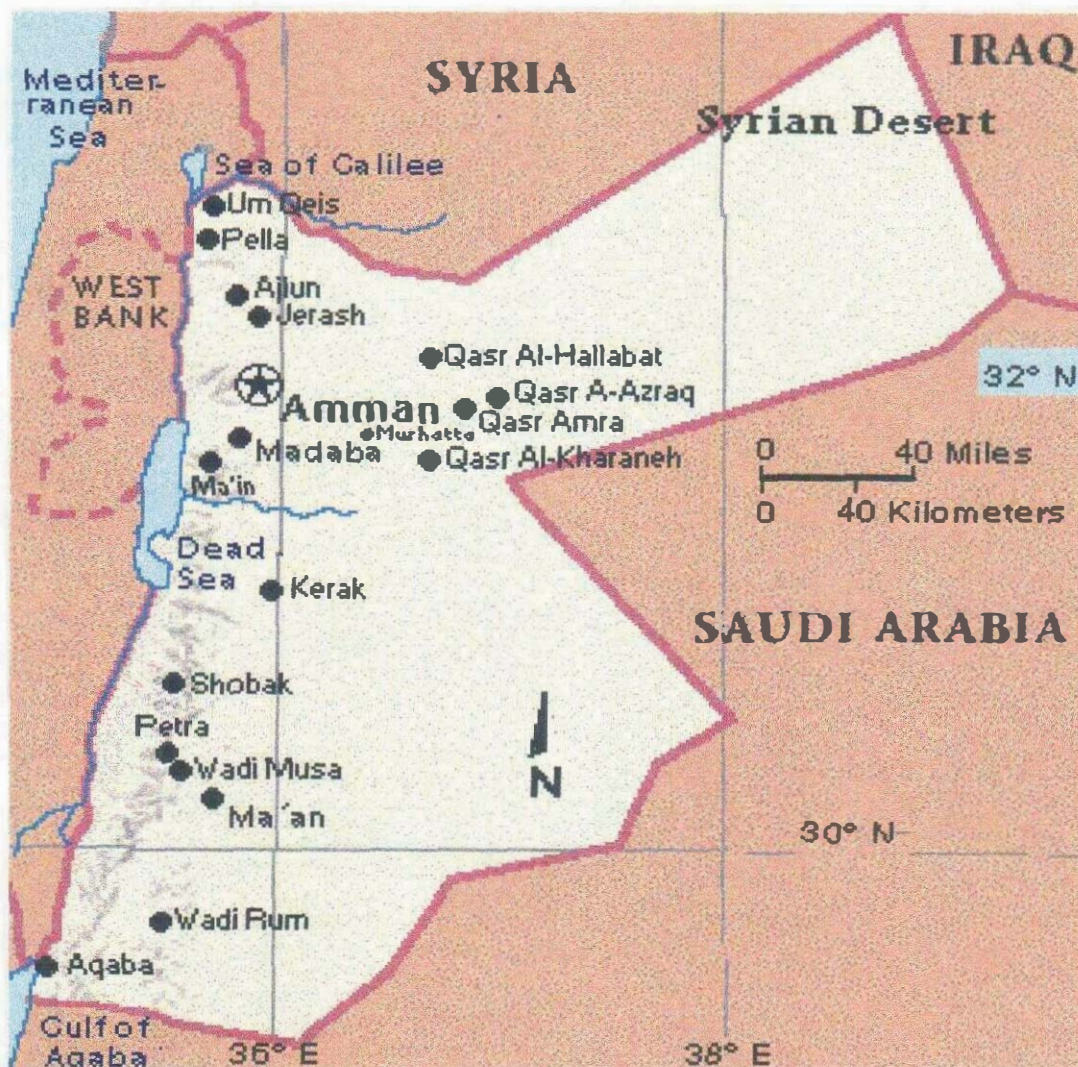 SYRIA
IRAQ
Mediter-
ranean
Sea
Syrian Desert
Sea of Calilee
Um Qeis
Pella
WEST
BANK
Ajlun
Jerash
Qasr Al-Hallabat
32° N
Qasr A-Azraq
Amman
Qasr Amra
Murhatta
Madaba
Qasr Al-Kharaneh
0 40 Miles
Ma'in
0 40 Kilometers
Dead
Sea
Kerak
SAUDI ARABIA
Shobak
Petra
Wadi Musa
N
Ma'an
30° N
Wadi Rum
Aqaba
Gulf of
Aqaba
36° E
38° E